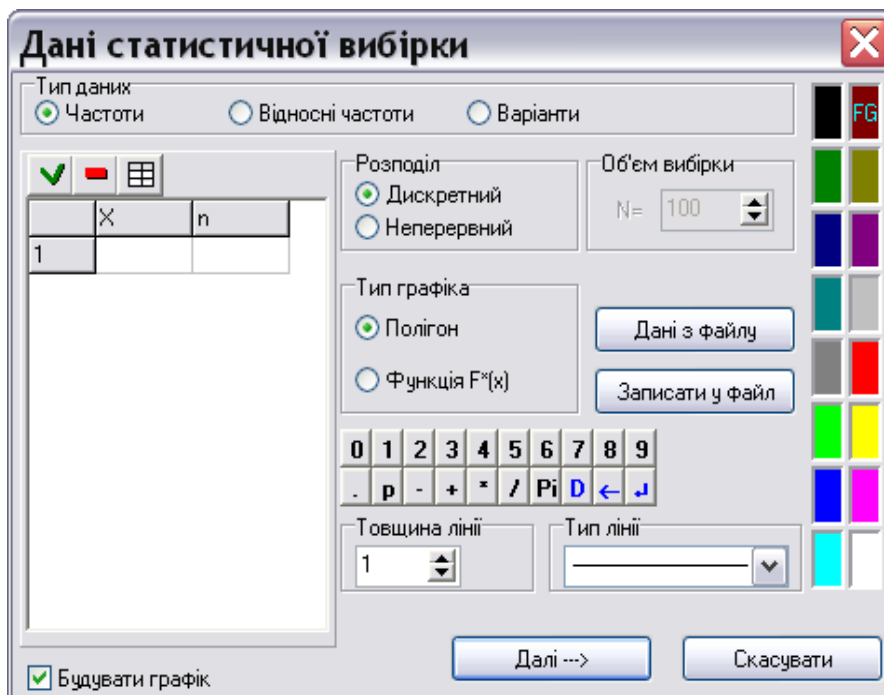 Дані статистичної вибірки
Тип даних
Частоти Відносні частоти Варіанти
FG
Розподіл
Дискретний
Неперервний
Об'єм вибірки
N= 100
X n
1
Тип графіка
Полігон
Функція F*(x)
Дані з файлу
Записати у файл
0 1 2 3 4 5 6 7 8 9
. p - + * / Pi D ← ↲
Товщина лінії
1
Тип лінії
Будувати графік
Далі --->
Скасувати